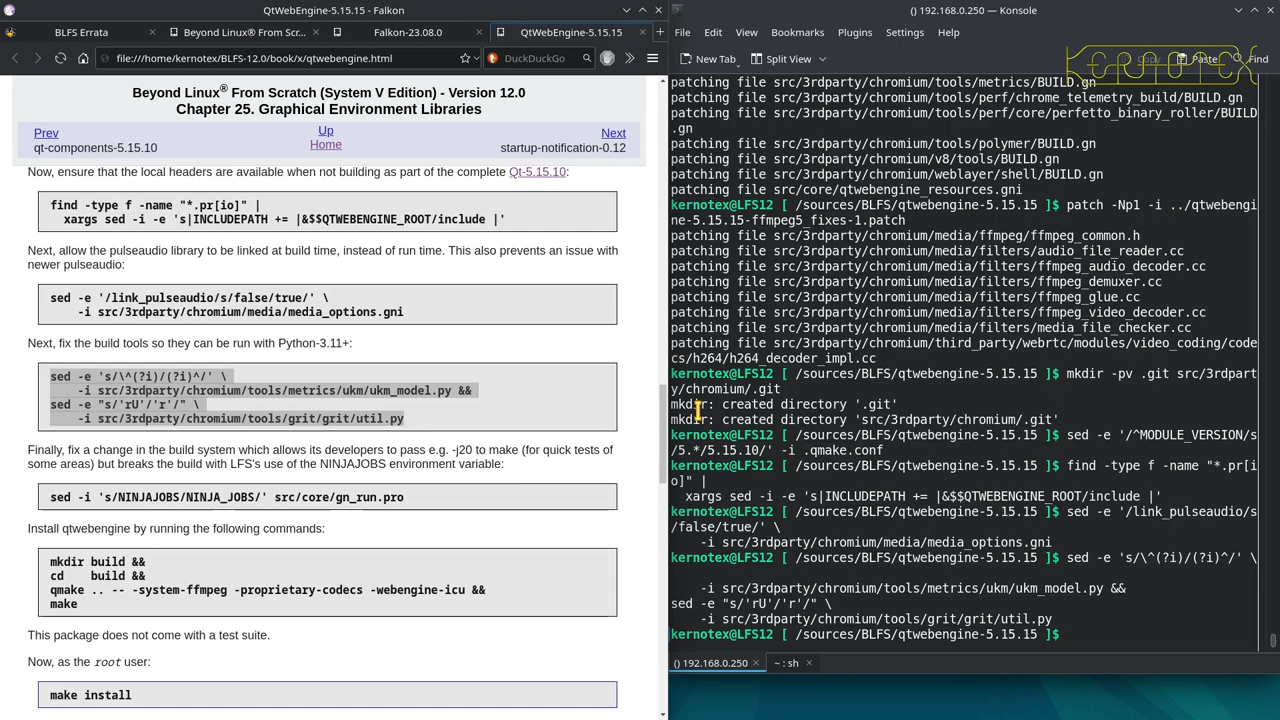 QtWebEngine-5.15.15 - Falkon
BLFS Errata
Beyond Linux® From Scr...
Falkon-23.08.0
QtWebEngine-5.15.15
file:///home/kernotex/BLFS-12.0/book/x/qtwebengine.html
DuckDuckGo
Beyond Linux® From Scratch (System V Edition) - Version 12.0
Chapter 25. Graphical Environment Libraries
Prev
Up
Next
qt-components-5.15.10
Home
startup-notification-0.12
Now, ensure that the local headers are available when not building as part of the complete Qt-5.15.10:
find -type f -name "*.pr[io]" |
xargs sed -i -e 's|INCLUDEPATH += |&$$QTWEBENGINE_ROOT/include |'
Next, allow the pulseaudio library to be linked at build time, instead of run time. This also prevents an issue with
newer pulseaudio:
sed -e '/link_pulseaudio/s/false/true/' \
-i src/3rdparty/chromium/media/media_options.gni
Next, fix the build tools so they can be run with Python-3.11+:
sed -e 's/\^(?i)/(?i)^/' \
-i src/3rdparty/chromium/tools/metrics/ukm/ukm_model.py &&
sed -e "s/'rU'/'r'/" \
-i src/3rdparty/chromium/tools/grit/grit/util.py
Finally, fix a change in the build system which allows its developers to pass e.g. -j20 to make (for quick tests of
some areas) but breaks the build with LFS's use of the NINJAJOBS environment variable:
sed -i 's/NINJAJOBS/NINJA_JOBS/' src/core/gn_run.pro
Install qtwebengine by running the following commands:
mkdir build &&
cd build &&
qmake .. -- -system-ffmpeg -proprietary-codecs -webengine-icu &&
make
This package does not come with a test suite.
Now, as the root user:
make install
() 192.168.0.250 — Konsole
File Edit View Bookmarks Plugins Settings Help
New Tab Split View Copy Paste Find
KERNOTEX
patching file src/3rdparty/chromium/tools/metrics/BUILD.gn
patching file src/3rdparty/chromium/tools/perf/chrome_telemetry_build/BUILD.gn
patching file src/3rdparty/chromium/tools/perf/core/perfetto_binary_roller/BUILD
.gn
patching file src/3rdparty/chromium/tools/polymer/BUILD.gn
patching file src/3rdparty/chromium/v8/tools/BUILD.gn
patching file src/3rdparty/chromium/weblayer/shell/BUILD.gn
patching file src/core/qtwebengine_resources.gni
kernotex@LFS12 [ /sources/BLFS/qtwebengine-5.15.15 ]$ patch -Np1 -i ../qtwebengi
ne-5.15.15-ffmpeg5_fixes-1.patch
patching file src/3rdparty/chromium/media/ffmpeg/ffmpeg_common.h
patching file src/3rdparty/chromium/media/filters/audio_file_reader.cc
patching file src/3rdparty/chromium/media/filters/ffmpeg_audio_decoder.cc
patching file src/3rdparty/chromium/media/filters/ffmpeg_demuxer.cc
patching file src/3rdparty/chromium/media/filters/ffmpeg_glue.cc
patching file src/3rdparty/chromium/media/filters/ffmpeg_video_decoder.cc
patching file src/3rdparty/chromium/media/filters/media_file_checker.cc
patching file src/3rdparty/chromium/third_party/webrtc/modules/video_coding/code
cs/h264/h264_decoder_impl.cc
kernotex@LFS12 [ /sources/BLFS/qtwebengine-5.15.15 ]$ mkdir -pv .git src/3rdpart
y/chromium/.git
mkdir: created directory '.git'
mkdir: created directory 'src/3rdparty/chromium/.git'
kernotex@LFS12 [ /sources/BLFS/qtwebengine-5.15.15 ]$ sed -e '/^MODULE_VERSION/s
/5.*/5.15.10/' -i .qmake.conf
kernotex@LFS12 [ /sources/BLFS/qtwebengine-5.15.15 ]$ find -type f -name "*.pr[i
o]" |
xargs sed -i -e 's|INCLUDEPATH += |&$$QTWEBENGINE_ROOT/include |'
kernotex@LFS12 [ /sources/BLFS/qtwebengine-5.15.15 ]$ sed -e '/link_pulseaudio/s
/false/true/' \
-i src/3rdparty/chromium/media/media_options.gni
kernotex@LFS12 [ /sources/BLFS/qtwebengine-5.15.15 ]$ sed -e 's/\^(?i)/(?i)^/' \
-i src/3rdparty/chromium/tools/metrics/ukm/ukm_model.py &&
sed -e "s/'rU'/'r'/" \
-i src/3rdparty/chromium/tools/grit/grit/util.py
kernotex@LFS12 [ /sources/BLFS/qtwebengine-5.15.15 ]$
() 192.168.0.250
~ : sh